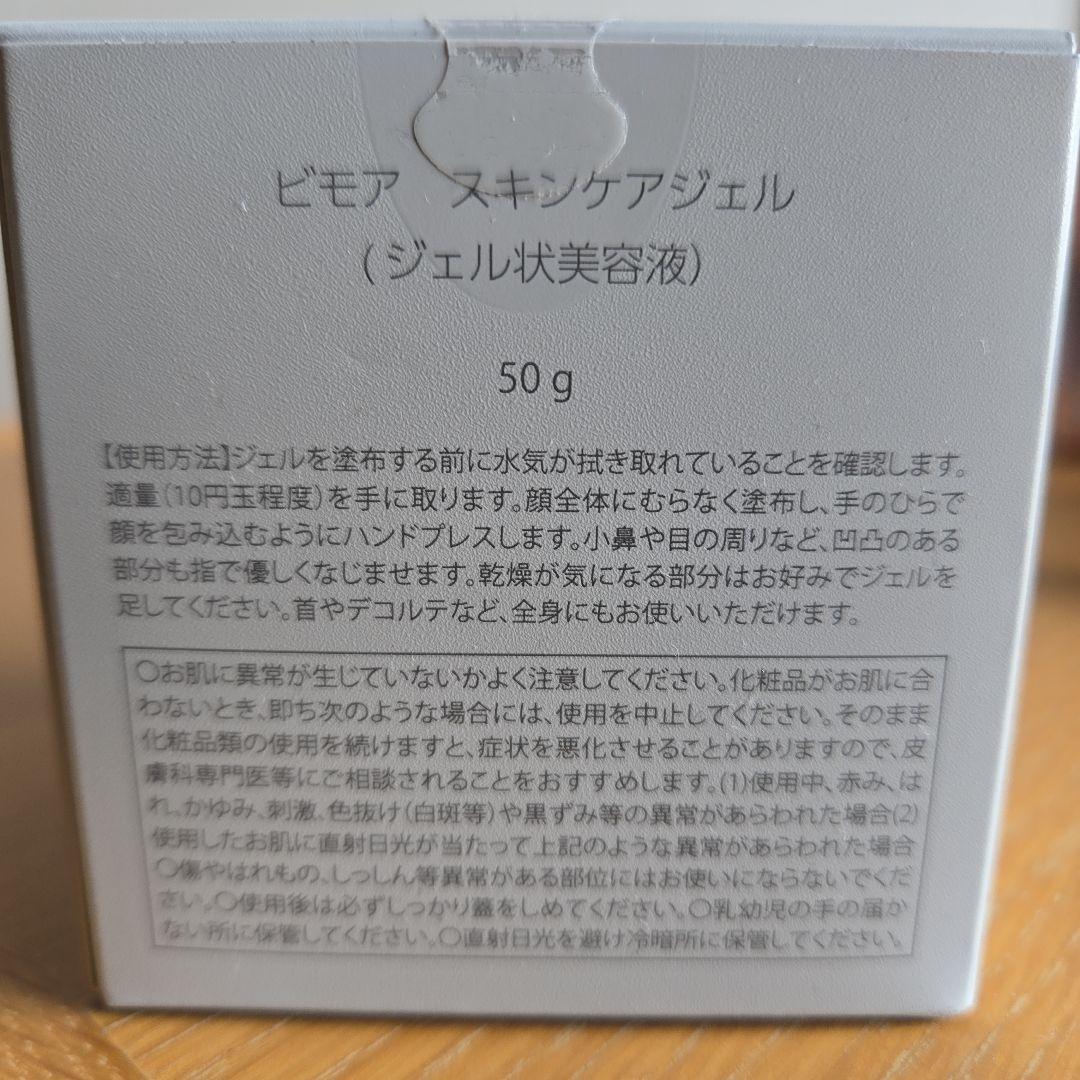 ビモア　スキンケアジェル
(ジェル状美容液)
50 g
【使用方法】ジェルを塗布する前に水気が拭き取れていることを確認します。
適量(10円玉程度)を手に取ります。顔全体にむらなく塗布し、手のひらで
顔を包み込むようにハンドプレスします。小鼻や目の周りなど、凹凸のある
部分も指で優しくなじませます。乾燥が気になる部分はお好みでジェルを
足してください。首やデコルテなど、全身にもお使いいただけます。
○お肌に異常が生じていないかよく注意してください。化粧品がお肌に合
わないとき、即ち次のような場合には、使用を中止してください。そのまま
化粧品類の使用を続けますと、症状を悪化させることがありますので、皮
膚科専門医等にご相談されることをおすすめします。(1)使用中、赤み、は
れ、かゆみ、刺激、色抜け(白斑等)や黒ずみ等の異常があらわれた場合(2)
使用したお肌に直射日光が当たって上記のような異常があらわれた場合
○傷やはれもの、しっしん等異常がある部位にはお使いにならないでくだ
さい。○使用後は必ずしっかり蓋をしめてください。○乳幼児の手の届か
ない所に保管してください。○直射日光を避け冷暗所に保管してください。